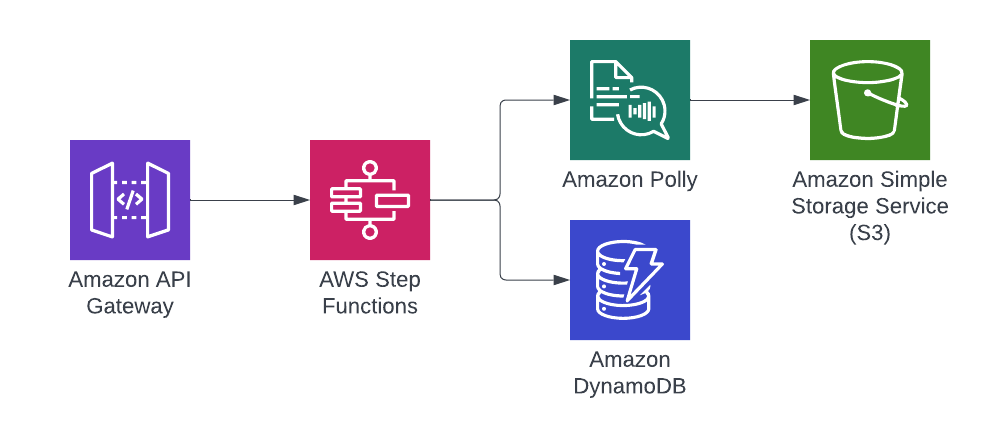 Amazon API
Gateway
AWS Step
Functions
Amazon Polly
Amazon Simple
Storage Service
(S3)
Amazon
DynamoDB